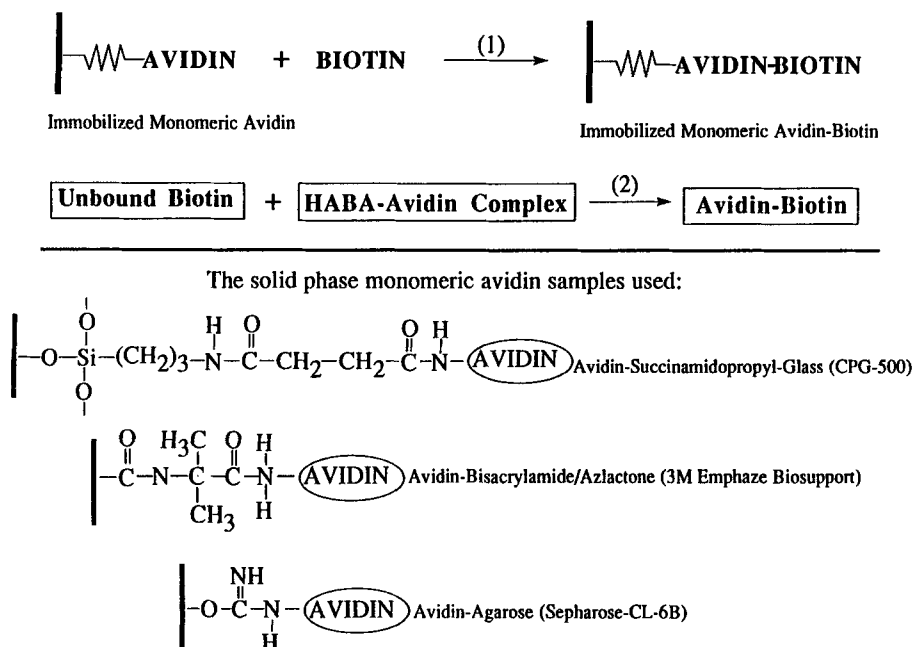 AVIDIN + BIOTIN (1) AVIDIN-BIOTIN
Immobilized Monomeric Avidin
Immobilized Monomeric Avidin-Biotin
Unbound Biotin + HABA-Avidin Complex (2) Avidin-Biotin
The solid phase monomeric avidin samples used:
O H O O H
O-Si-(CH2)3-N-C-CH2-CH2-C-N-AVIDIN Avidin-Succinamidopropyl-Glass (CPG-500)
O
O H3C O H
C-N-C-C-N-AVIDIN Avidin-Bisacrylamide/Azlactone (3M Emphaze Biosupport)
CH3 H
NH
O-C-N-AVIDIN Avidin-Agarose (Sepharose-CL-6B)
H